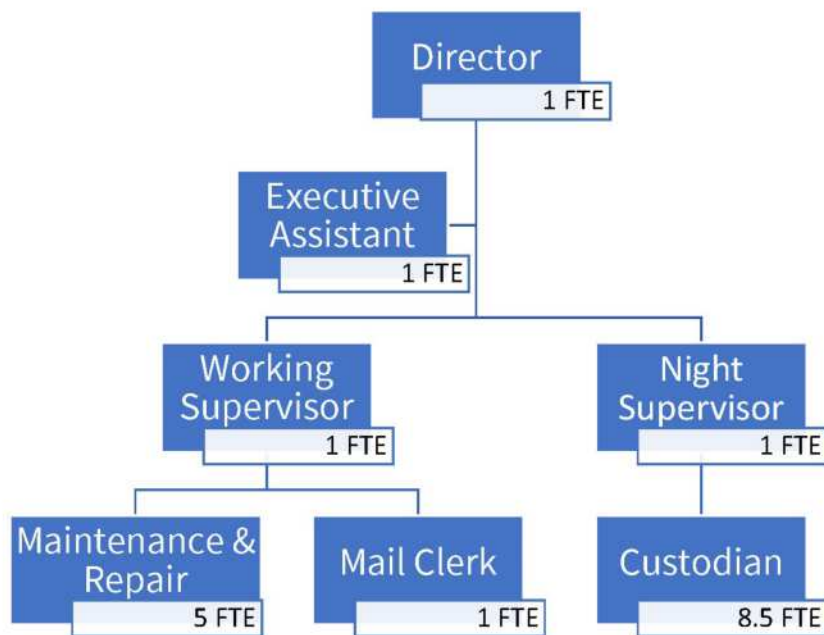 Director
1 FTE
Executive
Assistant
1 FTE
Working
Supervisor
1 FTE
Night
Supervisor
1 FTE
Maintenance &
Repair
5 FTE
Mail Clerk
1 FTE
Custodian
8.5 FTE